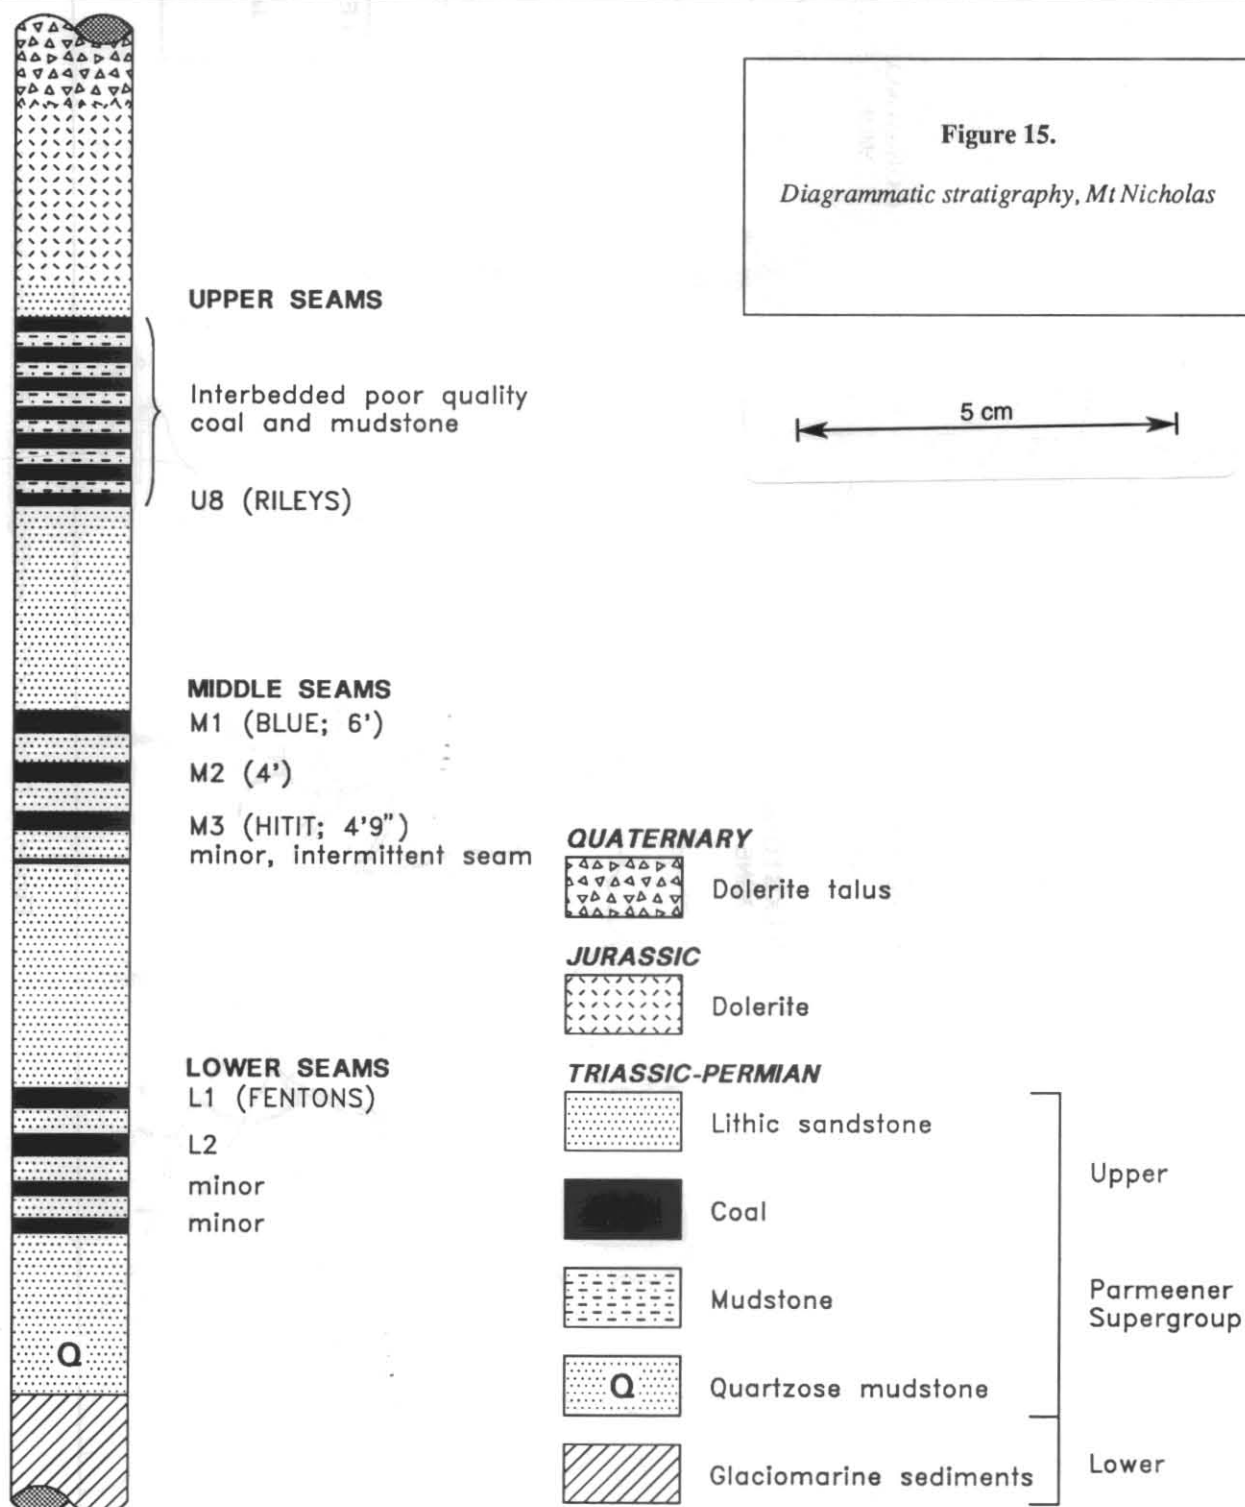 Figure 15.
Diagrammatic stratigraphy, Mt Nicholas
5 cm
UPPER SEAMS
Interbedded poor quality
coal and mudstone
U8 (RILEYS)
MIDDLE SEAMS
M1 (BLUE; 6')
M2 (4')
M3 (HITIT; 4'9")
minor, intermittent seam
LOWER SEAMS
L1 (FENTONS)
L2
minor
minor
Q
QUATERNARY
Dolerite talus
JURASSIC
Dolerite
TRIASSIC-PERMIAN
Lithic sandstone
Coal
Mudstone
Q
Quartzose mudstone
Glaciomarine sediments
Upper
Parmeener
Supergroup
Lower